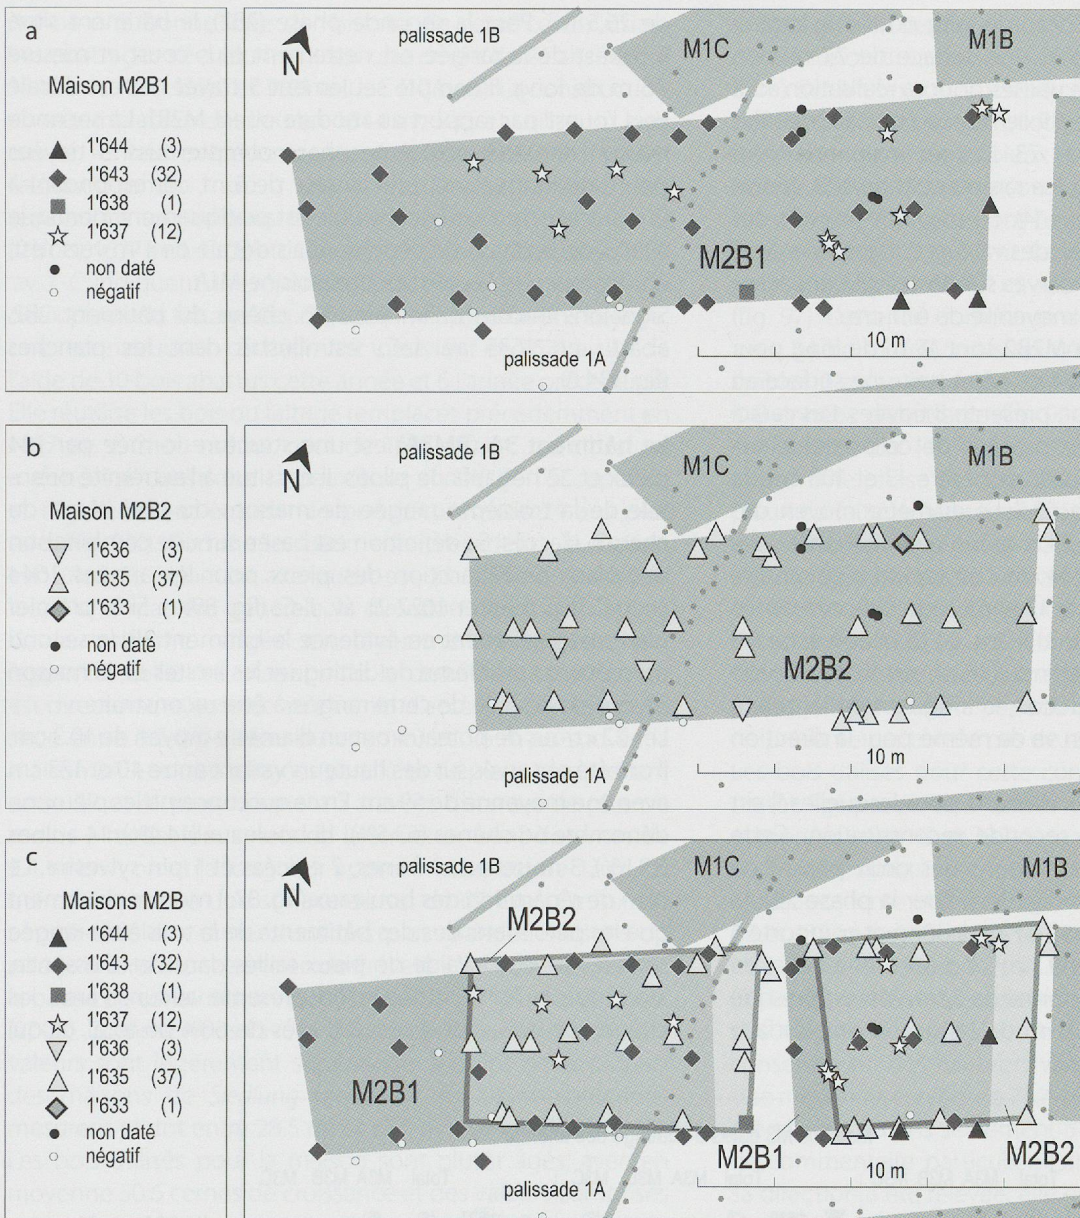 a
N
Maison M2B1
1'644 (3)
1'643 (32)
1'638 (1)
1'637 (12)
non daté
négatif
palissade 1B
M1C
M1B
M2B1
palissade 1A
10 m
b
N
Maison M2B2
1'636 (3)
1'635 (37)
1'633 (1)
non daté
négatif
palissade 1B
M1C
M1B
M2B2
palissade 1A
10 m
c
N
Maisons M2B
1'644 (3)
1'643 (32)
1'638 (1)
1'637 (12)
1'636 (3)
1'635 (37)
1'633 (1)
non daté
négatif
palissade 1B
M1C
M1B
M2B2
M2B1
M2B1
M2B2
palissade 1A
10 m